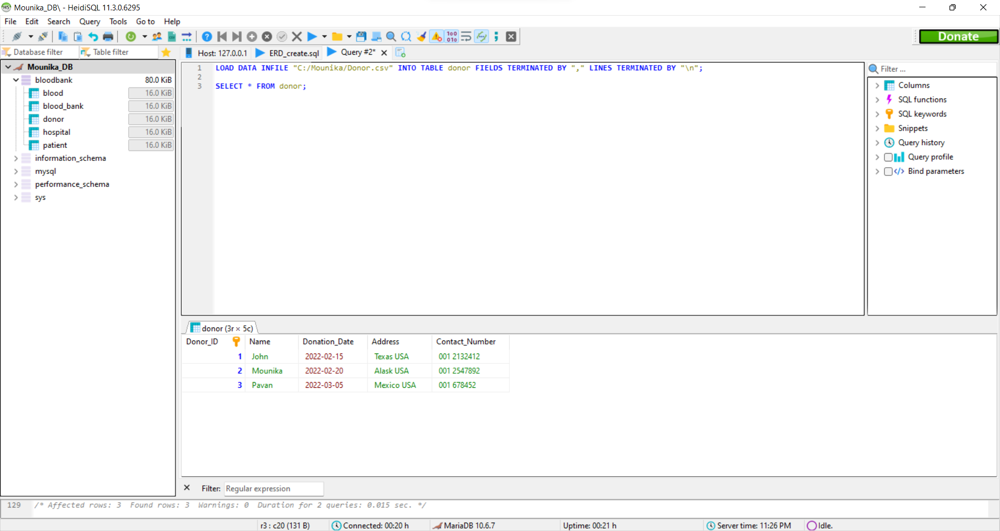 Mounika_DB\ - HeidiSQL 11.3.0.6295
File Edit Search Query Tools Go to Help
Donate
Database filter Table filter
Host: 127.0.0.1 ERD_create.sql Query #2*
Mounika_DB
bloodbank 80.0 KiB
blood 16.0 KiB
blood_bank 16.0 KiB
donor 16.0 KiB
hospital 16.0 KiB
patient 16.0 KiB
information_schema
mysql
performance_schema
sys
1 LOAD DATA INFILE "C:/Mounika/Donor.csv" INTO TABLE donor FIELDS TERMINATED BY "," LINES TERMINATED BY "\n";
2
3 SELECT * FROM donor;
Filter ...
Columns
SQL functions
SQL keywords
Snippets
Query history
Query profile
Bind parameters
donor (3r × 5c)
Donor_ID Name Donation_Date Address Contact_Number
1 John 2022-02-15 Texas USA 001 2132412
2 Mounika 2022-02-20 Alask USA 001 2547892
3 Pavan 2022-03-05 Mexico USA 001 678452
Filter: Regular expression
129 /* Affected rows: 3 Found rows: 3 Warnings: 0 Duration for 2 queries: 0.015 sec. */
r3 : c20 (131 B) Connected: 00:20 h MariaDB 10.6.7 Uptime: 00:21 h Server time: 11:26 PM Idle.